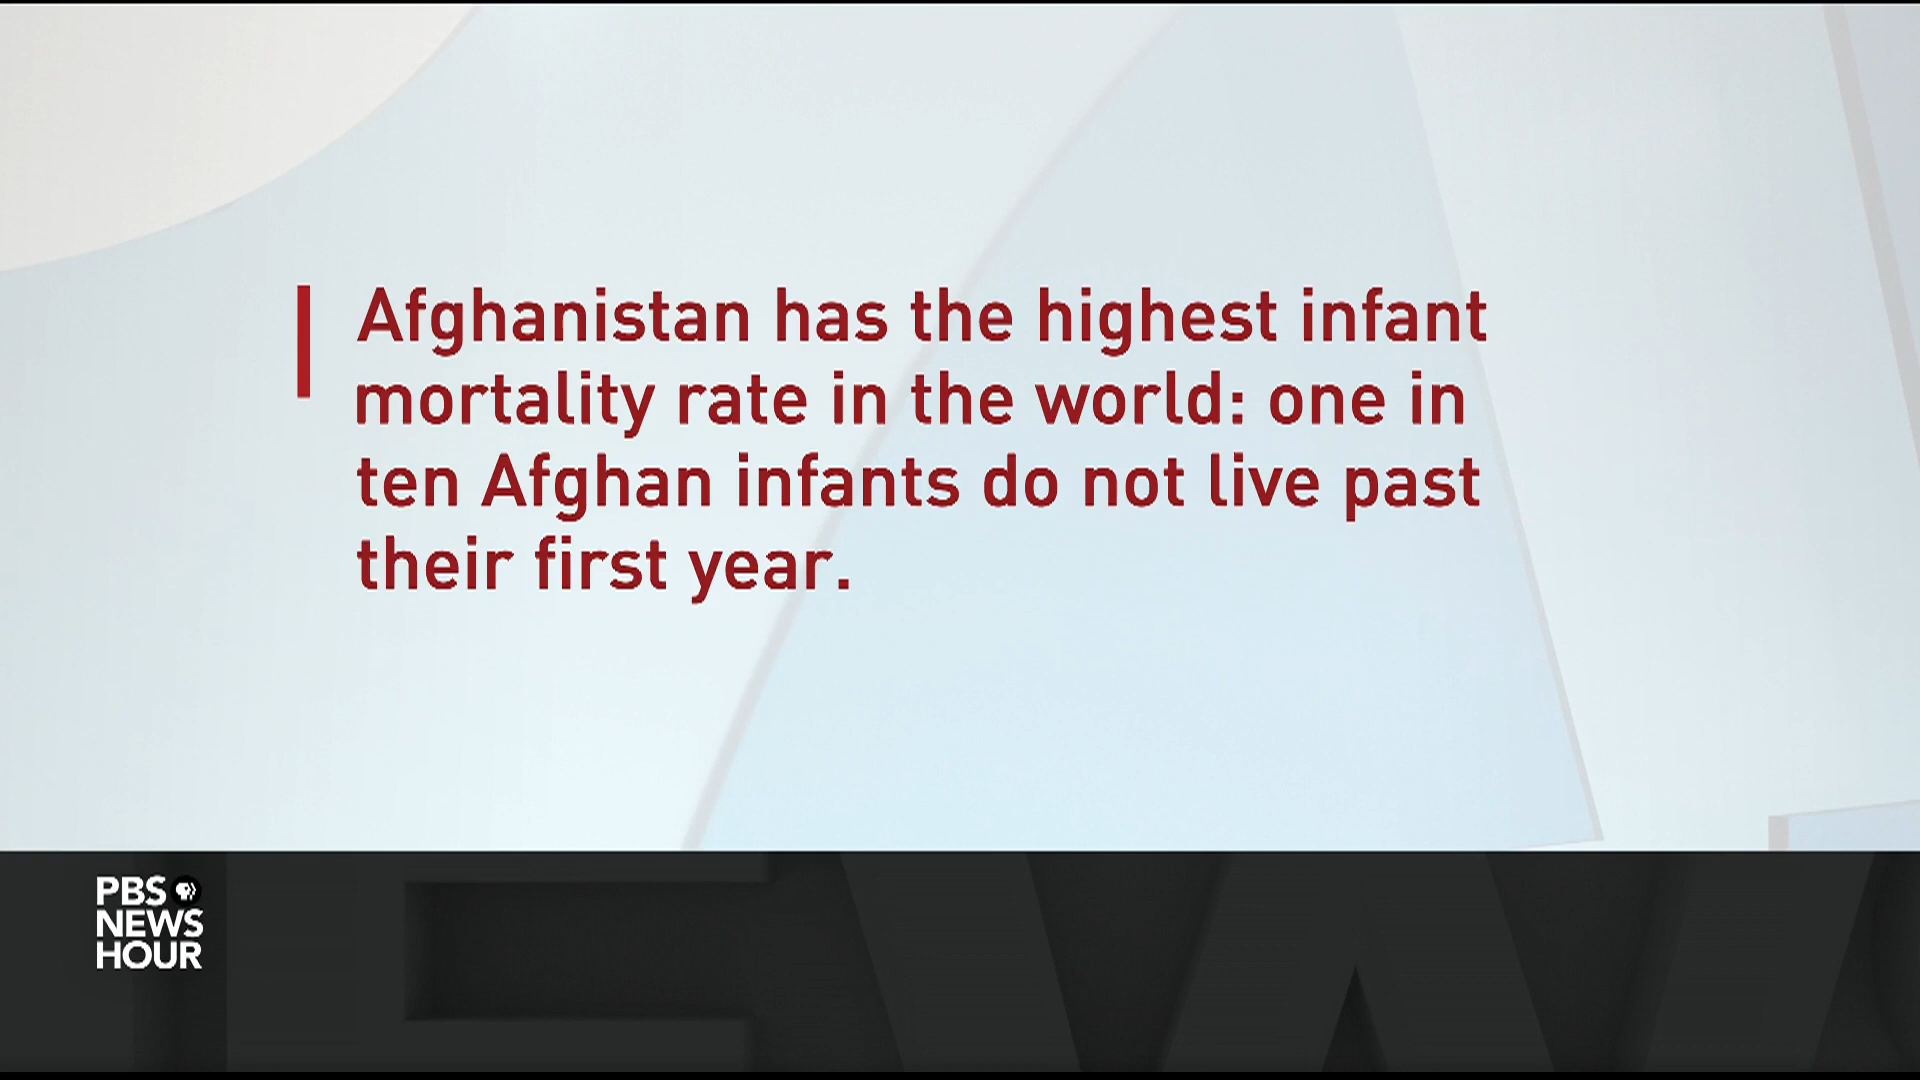 Afghanistan has the highest infant
mortality rate in the world: one in
ten Afghan infants do not live past
their first year.
PBS
NEWS
HOUR